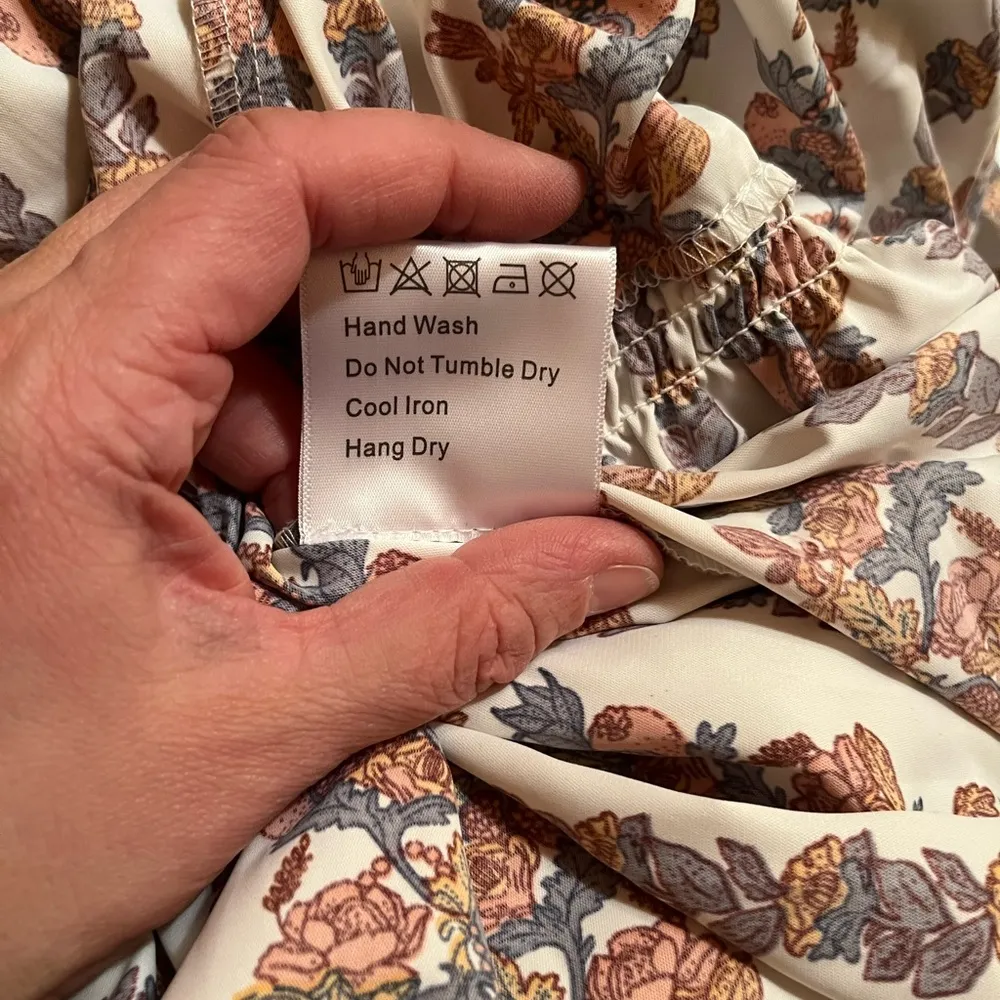 Hand Wash
Do Not Tumble Dry
Cool Iron
Hang Dry